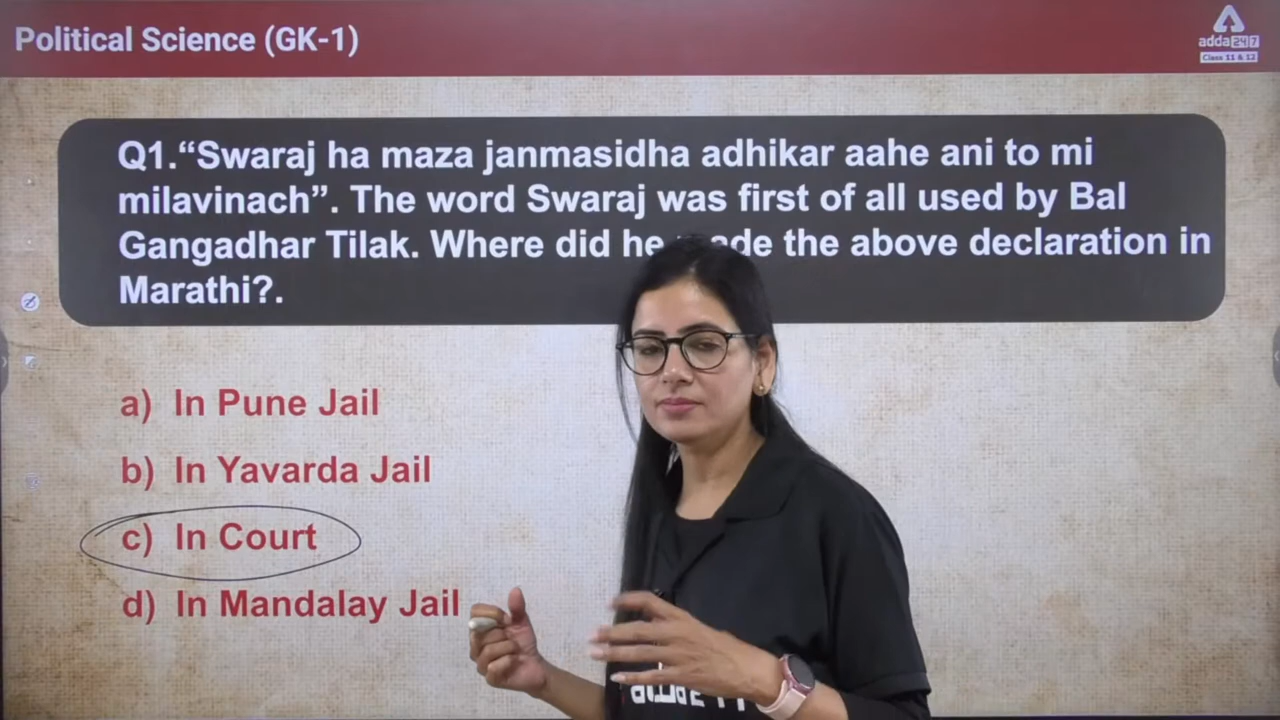 Political Science (GK-1)
adda 24|7
Class 11 & 12
Q1.“Swaraj ha maza janmasidha adhikar aahe ani to mi
milavinach”. The word Swaraj was first of all used by Bal
Gangadhar Tilak. Where did he the above declaration in
Marathi?.
a) In Pune Jail
b) In Yavarda Jail
c) In Court
d) In Mandalay Jail